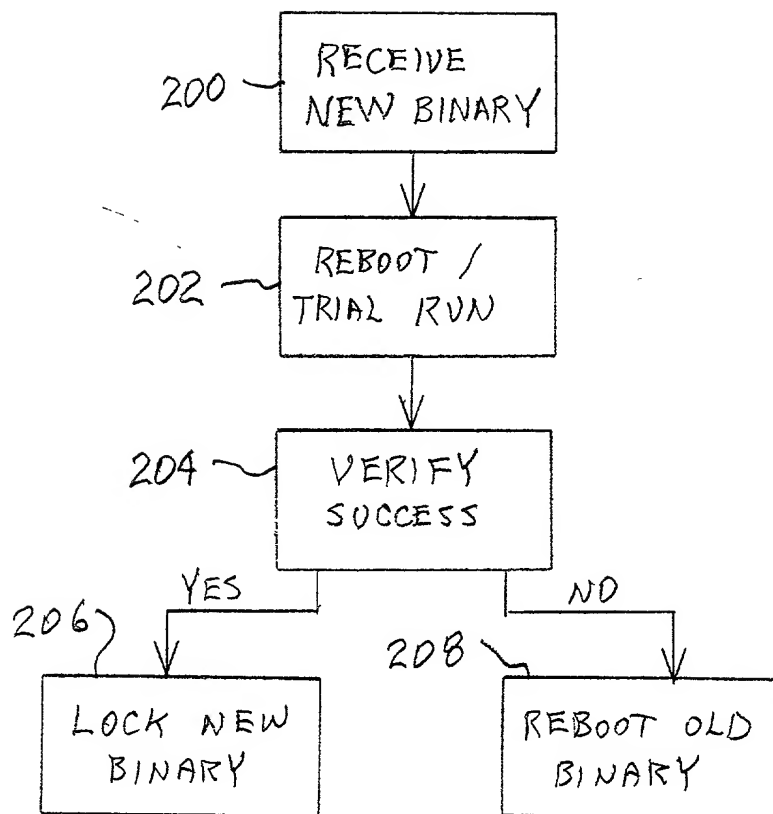 200
RECEIVE
NEW BINARY
202
REBOOT /
TRIAL RUN
204
VERIFY
SUCCESS
YES
NO
206
LOCK NEW
BINARY
208
REBOOT OLD
BINARY